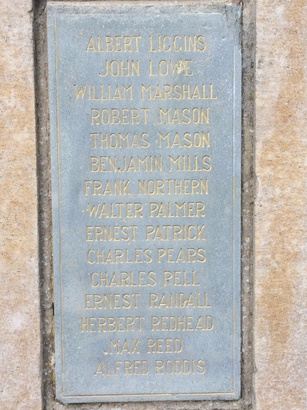 ALBERT LIGGINS
JOHN LOWE
WILLIAM MARSHALL
ROBERT MASON
THOMAS MASON
BENJAMIN MILLS
FRANK NORTHERN
WALTER PALMER
ERNEST PATRICK
CHARLES PEARS
CHARLES PELL
ERNEST RANDALL
HERBERT REDHEAD
MAX REED
ALFRED RODDIS